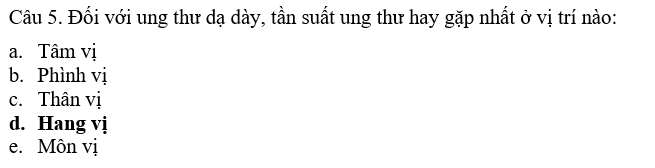 Câu 5. Đối với ung thư dạ dày, tần suất ung thư hay gặp nhất ở vị trí nào:
a. Tâm vị
b. Phình vị
c. Thân vị
d. Hang vị
e. Môn vị